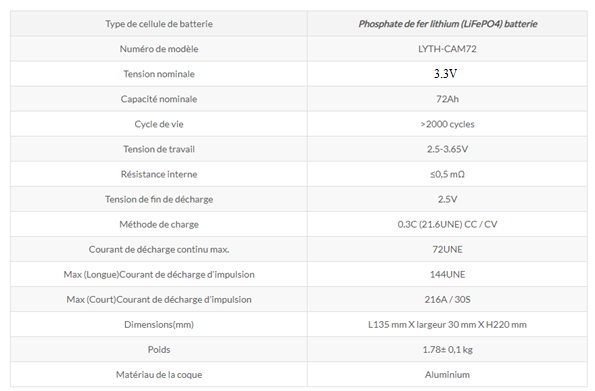 Type de cellule de batterie Phosphate de fer lithium (LiFePO4) batterie
Numéro de modèle LYTH-CAM72
Tension nominale 3.3V
Capacité nominale 72Ah
Cycle de vie >2000 cycles
Tension de travail 2.5-3.65V
Résistance interne ≤0,5 mΩ
Tension de fin de décharge 2.5V
Méthode de charge 0.3C (21.6UNE) CC / CV
Courant de décharge continu max. 72UNE
Max (Longue)Courant de décharge d'impulsion 144UNE
Max (Court)Courant de décharge d'impulsion 216A / 30S
Dimensions(mm) L135 mm X largeur 30 mm X H220 mm
Poids 1.78± 0,1 kg
Matériau de la coque Aluminium